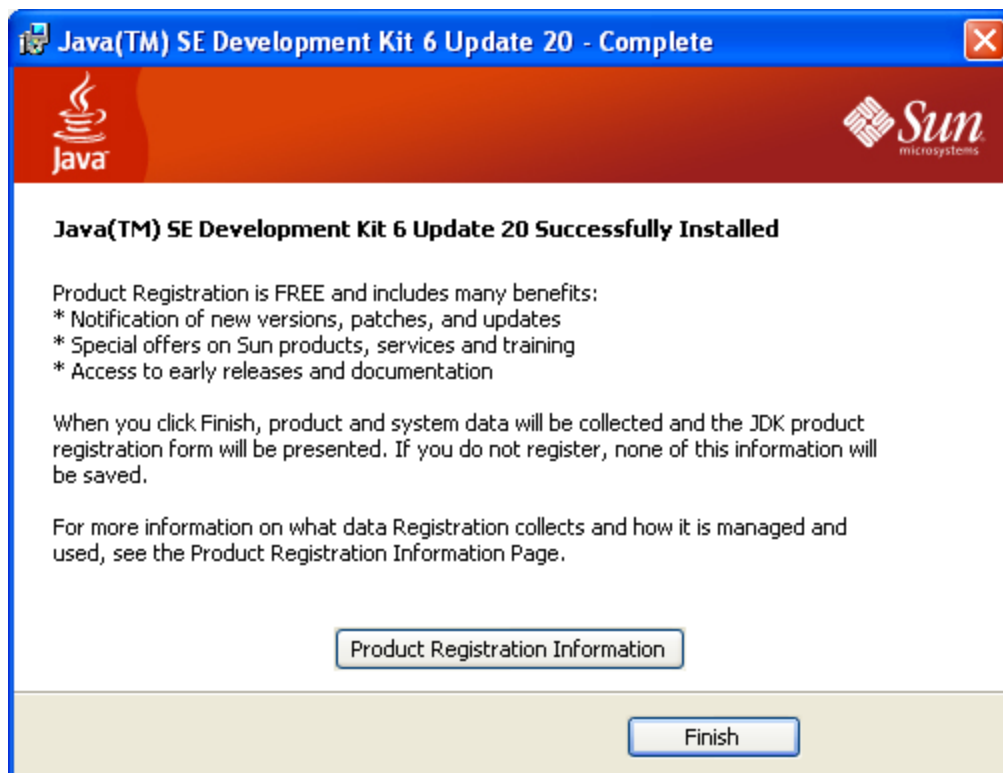 Java(TM) SE Development Kit 6 Update 20 - Complete
Java™
Sun
microsystems
Java(TM) SE Development Kit 6 Update 20 Successfully Installed
Product Registration is FREE and includes many benefits:
* Notification of new versions, patches, and updates
* Special offers on Sun products, services and training
* Access to early releases and documentation
When you click Finish, product and system data will be collected and the JDK product
registration form will be presented. If you do not register, none of this information will
be saved.
For more information on what data Registration collects and how it is managed and
used, see the Product Registration Information Page.
Product Registration Information
Finish